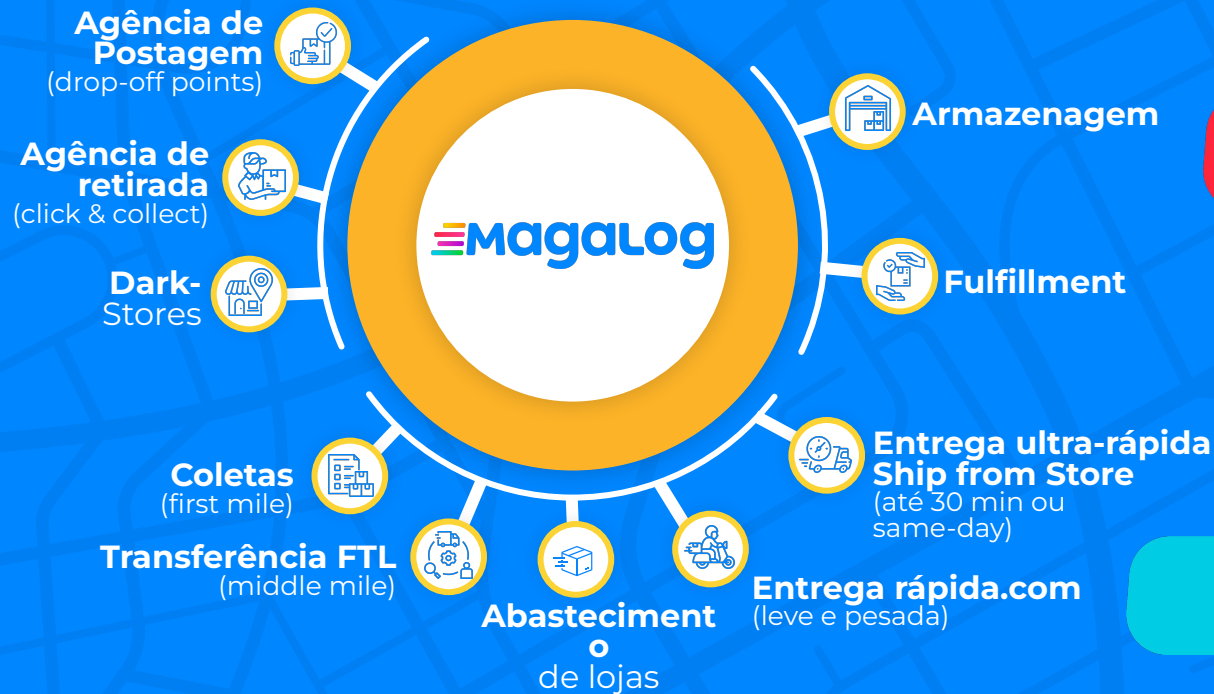 Agência de
Postagem
(drop-off points)
Agência de
retirada
(click & collect)
Dark-
Stores
Coletas
(first mile)
Transferência FTL
(middle mile)
Abasteciment
o
de lojas
Entrega rápida.com
(leve e pesada)
Entrega ultra-rápida
Ship from Store
(até 30 min ou
same-day)
Fulfillment
Armazenagem
magalog